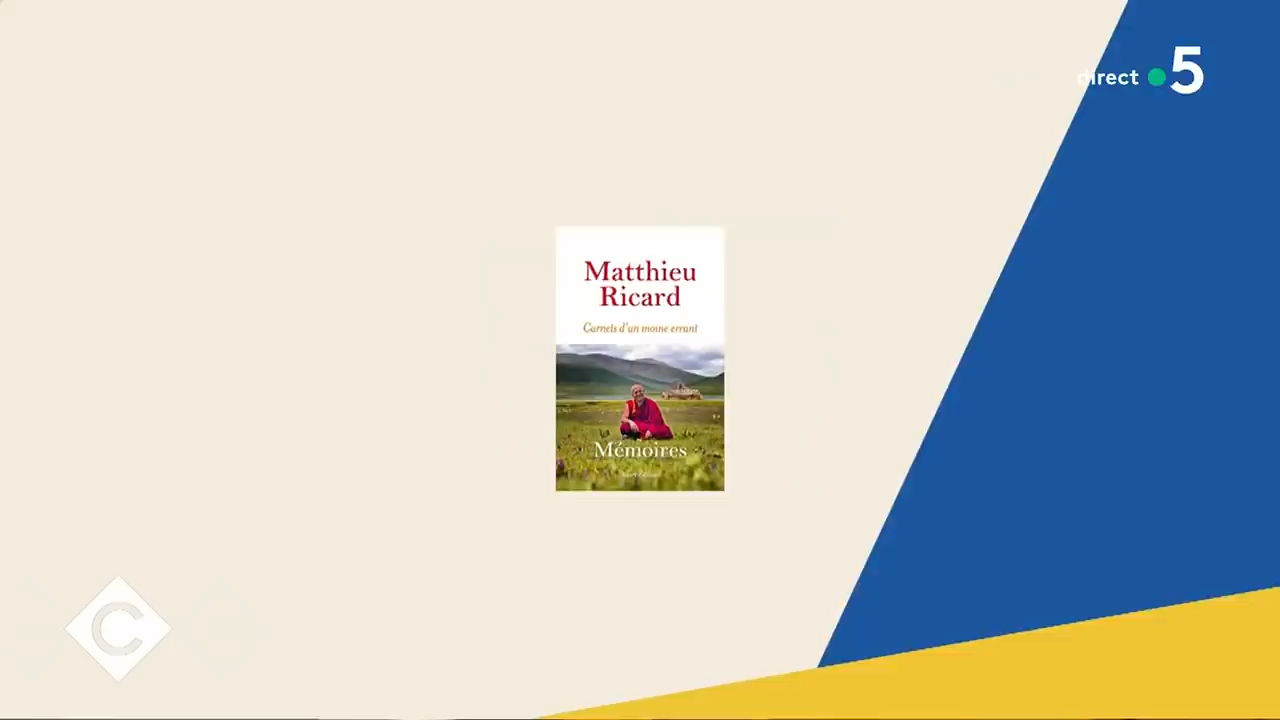 direct 5
Matthieu
Ricard
Carnets d'un moine errant
Mémoires
C